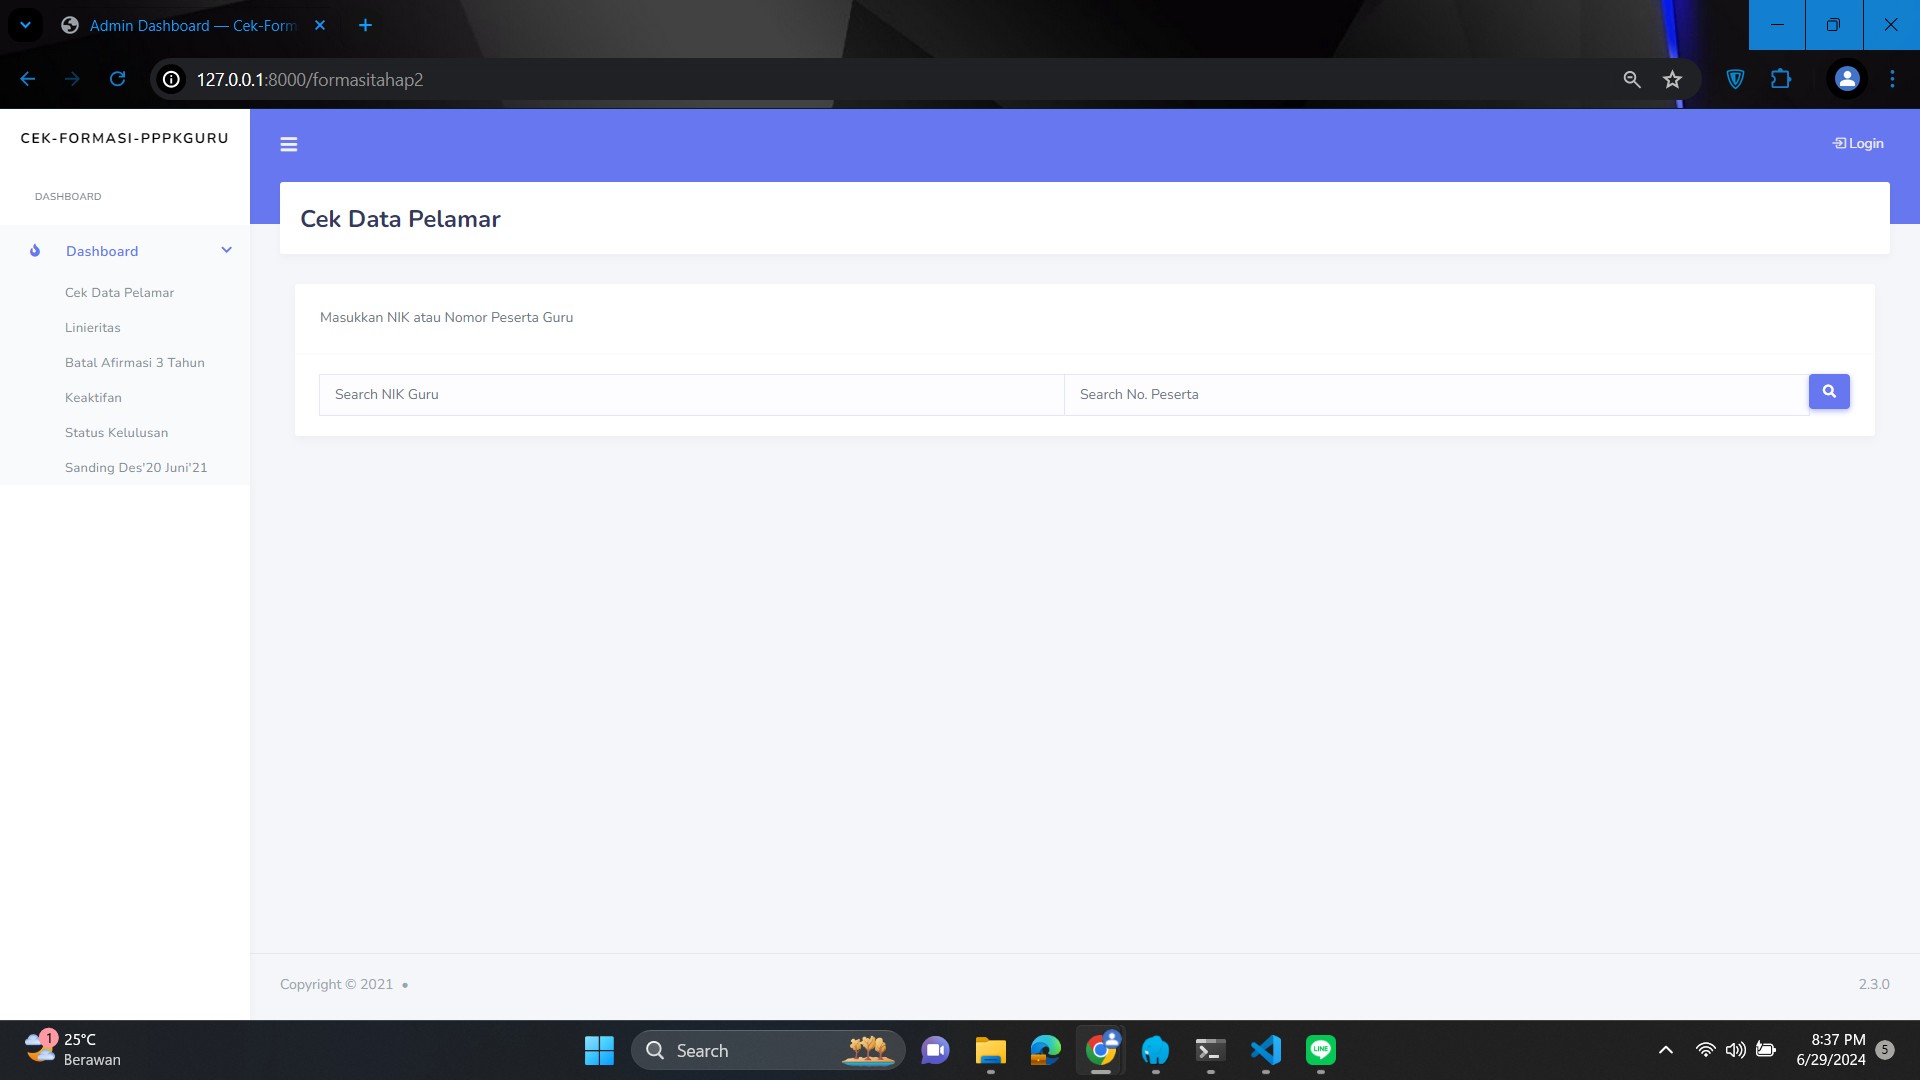 Admin Dashboard — Cek-Form
127.0.0.1:8000/formasitahap2
CEK-FORMASI-PPPKGURU
Login
DASHBOARD
Cek Data Pelamar
Dashboard
Cek Data Pelamar
Linieritas
Batal Afirmasi 3 Tahun
Keaktifan
Status Kelulusan
Sanding Des'20 Juni'21
Masukkan NIK atau Nomor Peserta Guru
Search NIK Guru
Search No. Peserta
Copyright © 2021 •
2.3.0
1
25°C
Berawan
Search
LINE
8:37 PM
6/29/2024
5